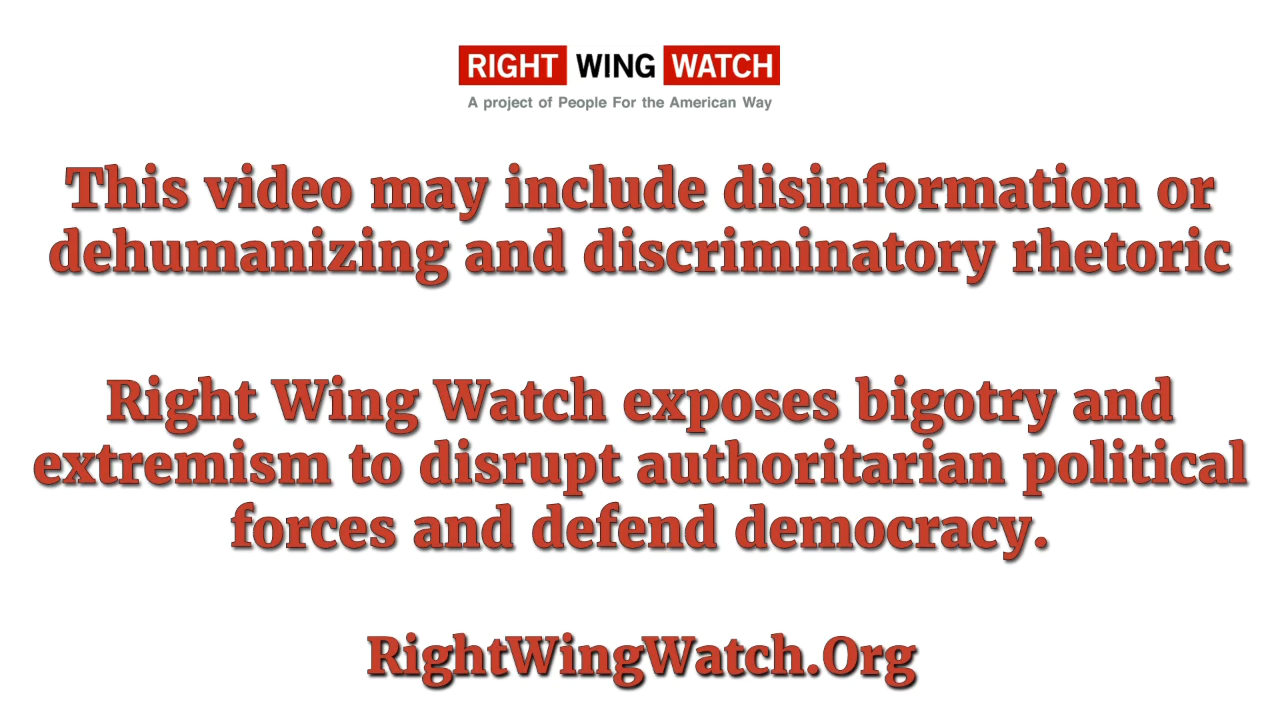 RIGHT WING WATCH
A project of People For the American Way
This video may include disinformation or
dehumanizing and discriminatory rhetoric
Right Wing Watch exposes bigotry and
extremism to disrupt authoritarian political
forces and defend democracy.
RightWingWatch.Org